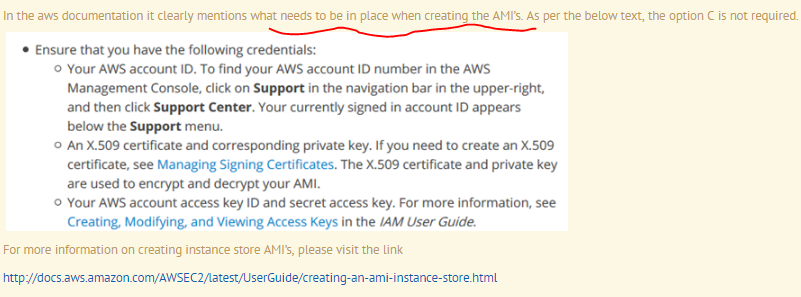 In the aws documentation it clearly mentions what needs to be in place when creating the AMI's. As per the below text, the option C is not required.
• Ensure that you have the following credentials:
○ Your AWS account ID. To find your AWS account ID number in the AWS
Management Console, click on Support in the navigation bar in the upper-right,
and then click Support Center. Your currently signed in account ID appears
below the Support menu.
○ An X.509 certificate and corresponding private key. If you need to create an X.509
certificate, see Managing Signing Certificates. The X.509 certificate and private key
are used to encrypt and decrypt your AMI.
○ Your AWS account access key ID and secret access key. For more information, see
Creating, Modifying, and Viewing Access Keys in the IAM User Guide.
For more information on creating instance store AMI's, please visit the link
http://docs.aws.amazon.com/AWSEC2/latest/UserGuide/creating-an-ami-instance-store.html